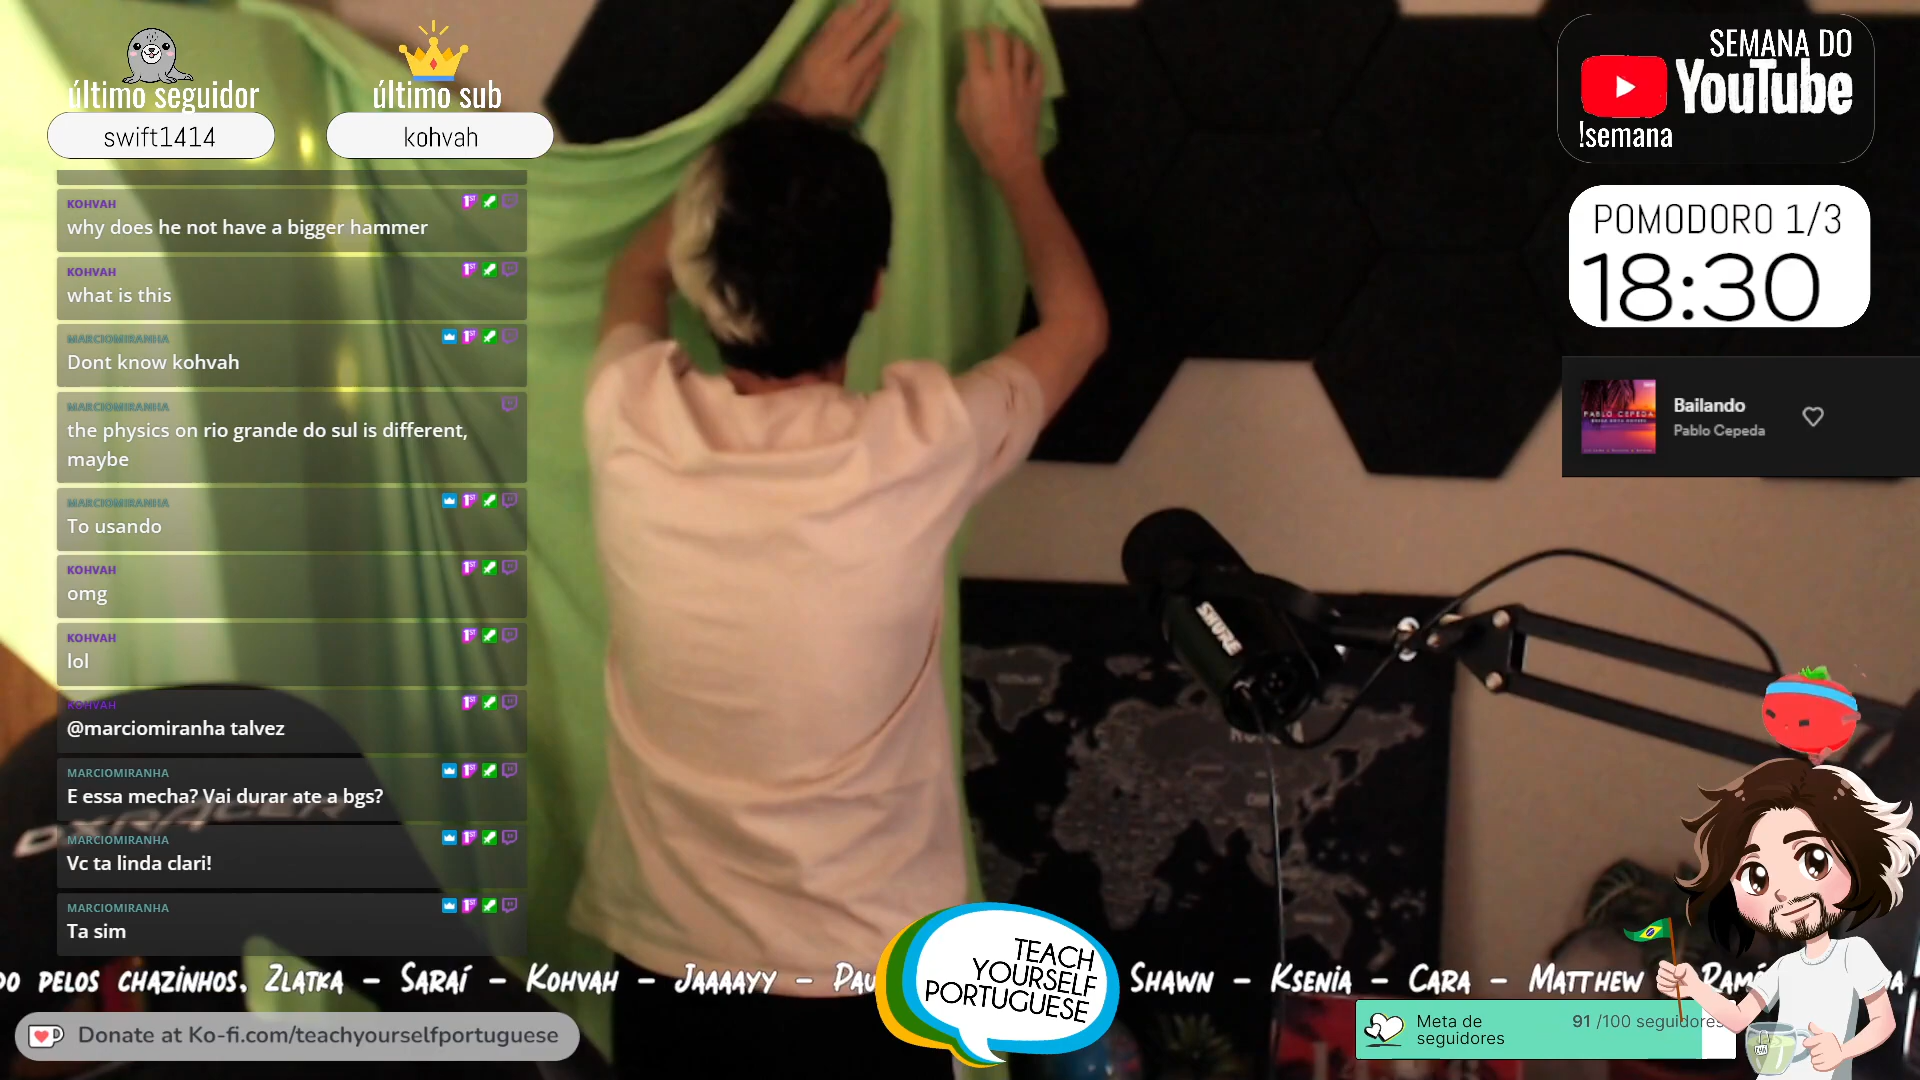 último seguidor
swift1414
último sub
kohvah
SEMANA DO
YouTube
!semana
POMODORO 1/3
18:30
Bailando
Pablo Cepeda
PABLO CEPEDA
KOHVAH
why does he not have a bigger hammer
KOHVAH
what is this
MARCIOMIRANHA
Dont know kohvah
MARCIOMIRANHA
the physics on rio grande do sul is different,
maybe
MARCIOMIRANHA
To usando
KOHVAH
omg
KOHVAH
lol
KOHVAH
@marciomiranha talvez
MARCIOMIRANHA
E essa mecha? Vai durar ate a bgs?
MARCIOMIRANHA
Vc ta linda clari!
MARCIOMIRANHA
Ta sim
SHURE
DO PELOS CHAZINHOS, ZLATKA – SARAÍ – KOHVAH – JAAAAYY – PAU SHAWN – KSENIA – CARA – MATTHEW
TEACH
YOURSELF
PORTUGUESE
Donate at Ko-fi.com/teachyourselfportuguese
Meta de
seguidores
91 /100 seguidores